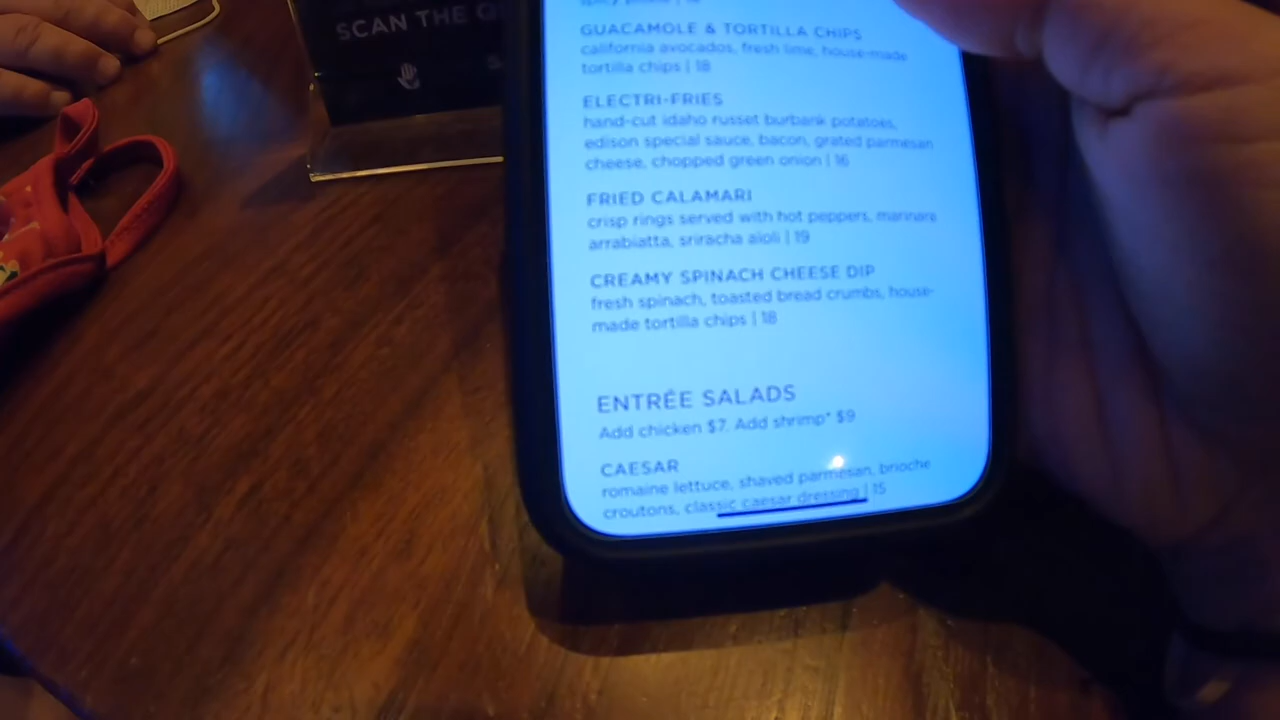 SCAN THE Q
GUACAMOLE & TORTILLA CHIPS
california avocados, fresh lime, house-made
tortilla chips | 18
ELECTRI-FRIES
hand-cut idaho russet burbank potatoes,
edison special sauce, bacon, grated parmesan
cheese, chopped green onion | 16
FRIED CALAMARI
crisp rings served with hot peppers, marinara
arrabiatta, sriracha aioli | 19
CREAMY SPINACH CHEESE DIP
fresh spinach, toasted bread crumbs, house-
made tortilla chips | 18
ENTRÉE SALADS
Add chicken $7. Add shrimp* $9
CAESAR
romaine lettuce, shaved parmesan, brioche
croutons, classic caesar dressing | 15